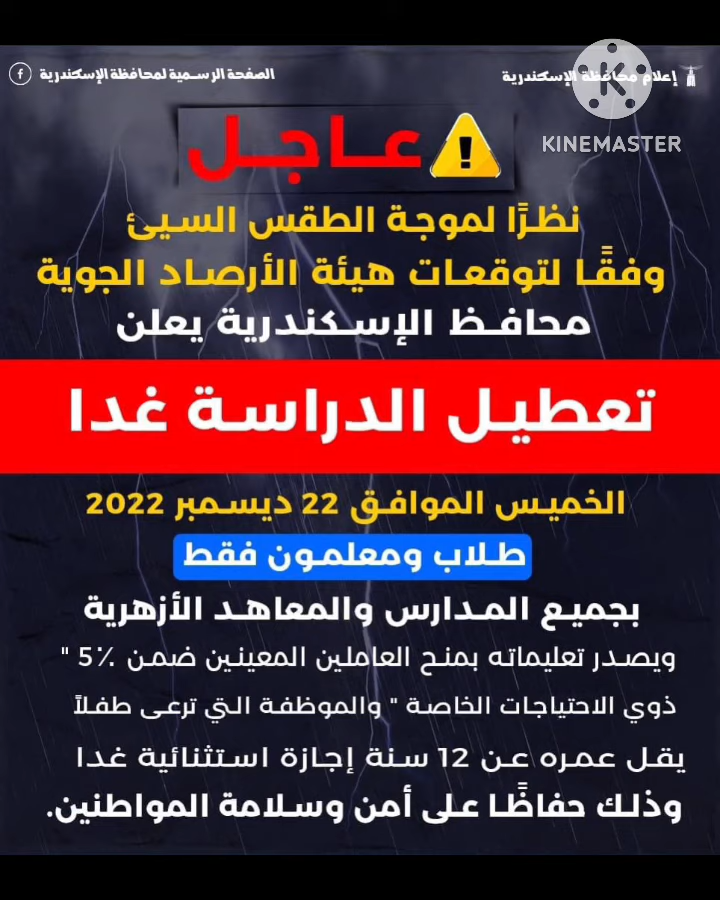 إعلام محافظة الإسكندرية
الصفحة الرسمية لمحافظة الإسكندرية
KINEMASTER
عاجل
نظرًا لموجة الطقس السيئ
وفقًا لتوقعات هيئة الأرصاد الجوية
محافظ الإسكندرية يعلن
تعطيل الدراسة غدا
الخميس الموافق 22 ديسمبر 2022
طلاب ومعلمون فقط
بجميع المدارس والمعاهد الأزهرية
ويصدر تعليماته بمنح العاملين المعينين ضمن 5٪ "
ذوي الاحتياجات الخاصة " والموظفة التي ترعى طفلاً
يقل عمره عن 12 سنة إجازة استثنائية غدا
وذلك حفاظًا على أمن وسلامة المواطنين.